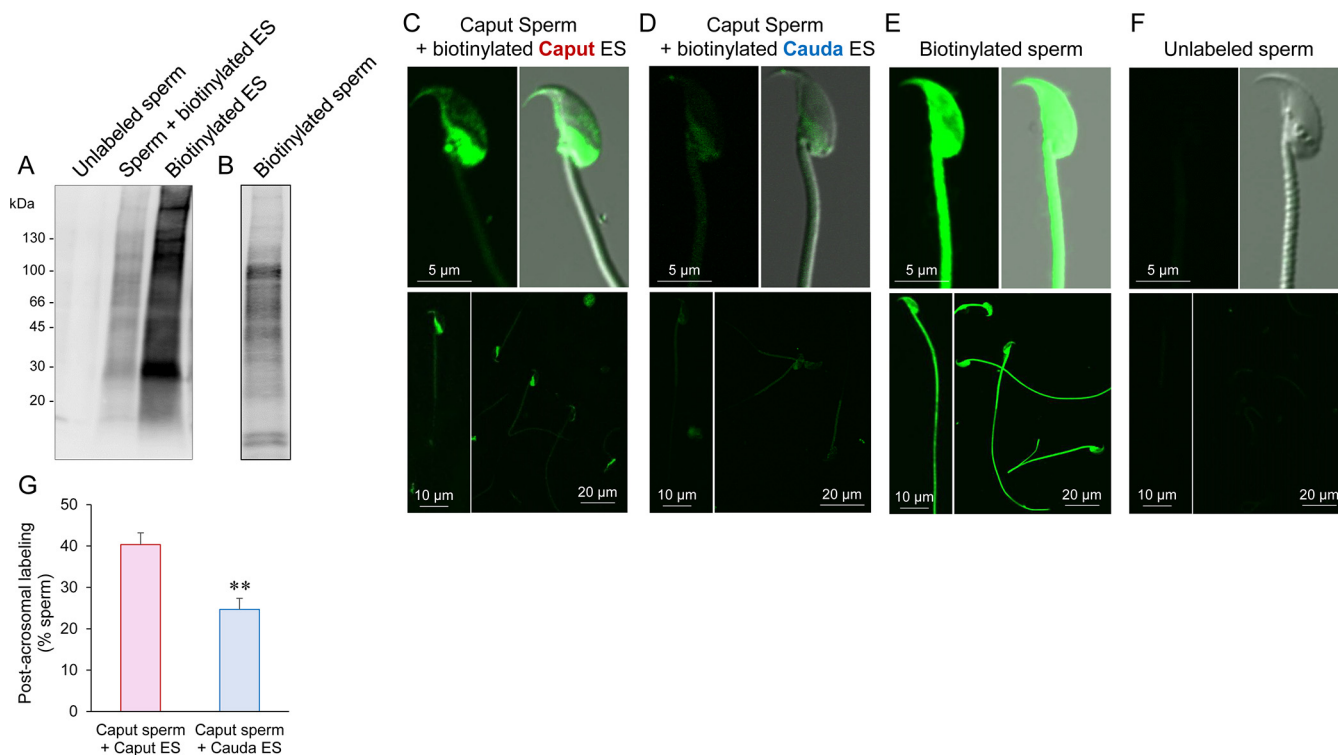 A
Unlabeled sperm
Sperm + biotinylated ES
Biotinylated ES
B
Biotinylated sperm
kDa
130
100
66
45
30
20
C
Caput Sperm
+ biotinylated Caput ES
5 µm
10 µm
20 µm
D
Caput Sperm
+ biotinylated Cauda ES
5 µm
10 µm
20 µm
E
Biotinylated sperm
5 µm
10 µm
20 µm
F
Unlabeled sperm
5 µm
10 µm
20 µm
G
Post-acrosomal labeling
(% sperm)
50
40
30
20
10
0
**
Caput sperm
+ Caput ES
Caput sperm
+ Cauda ES